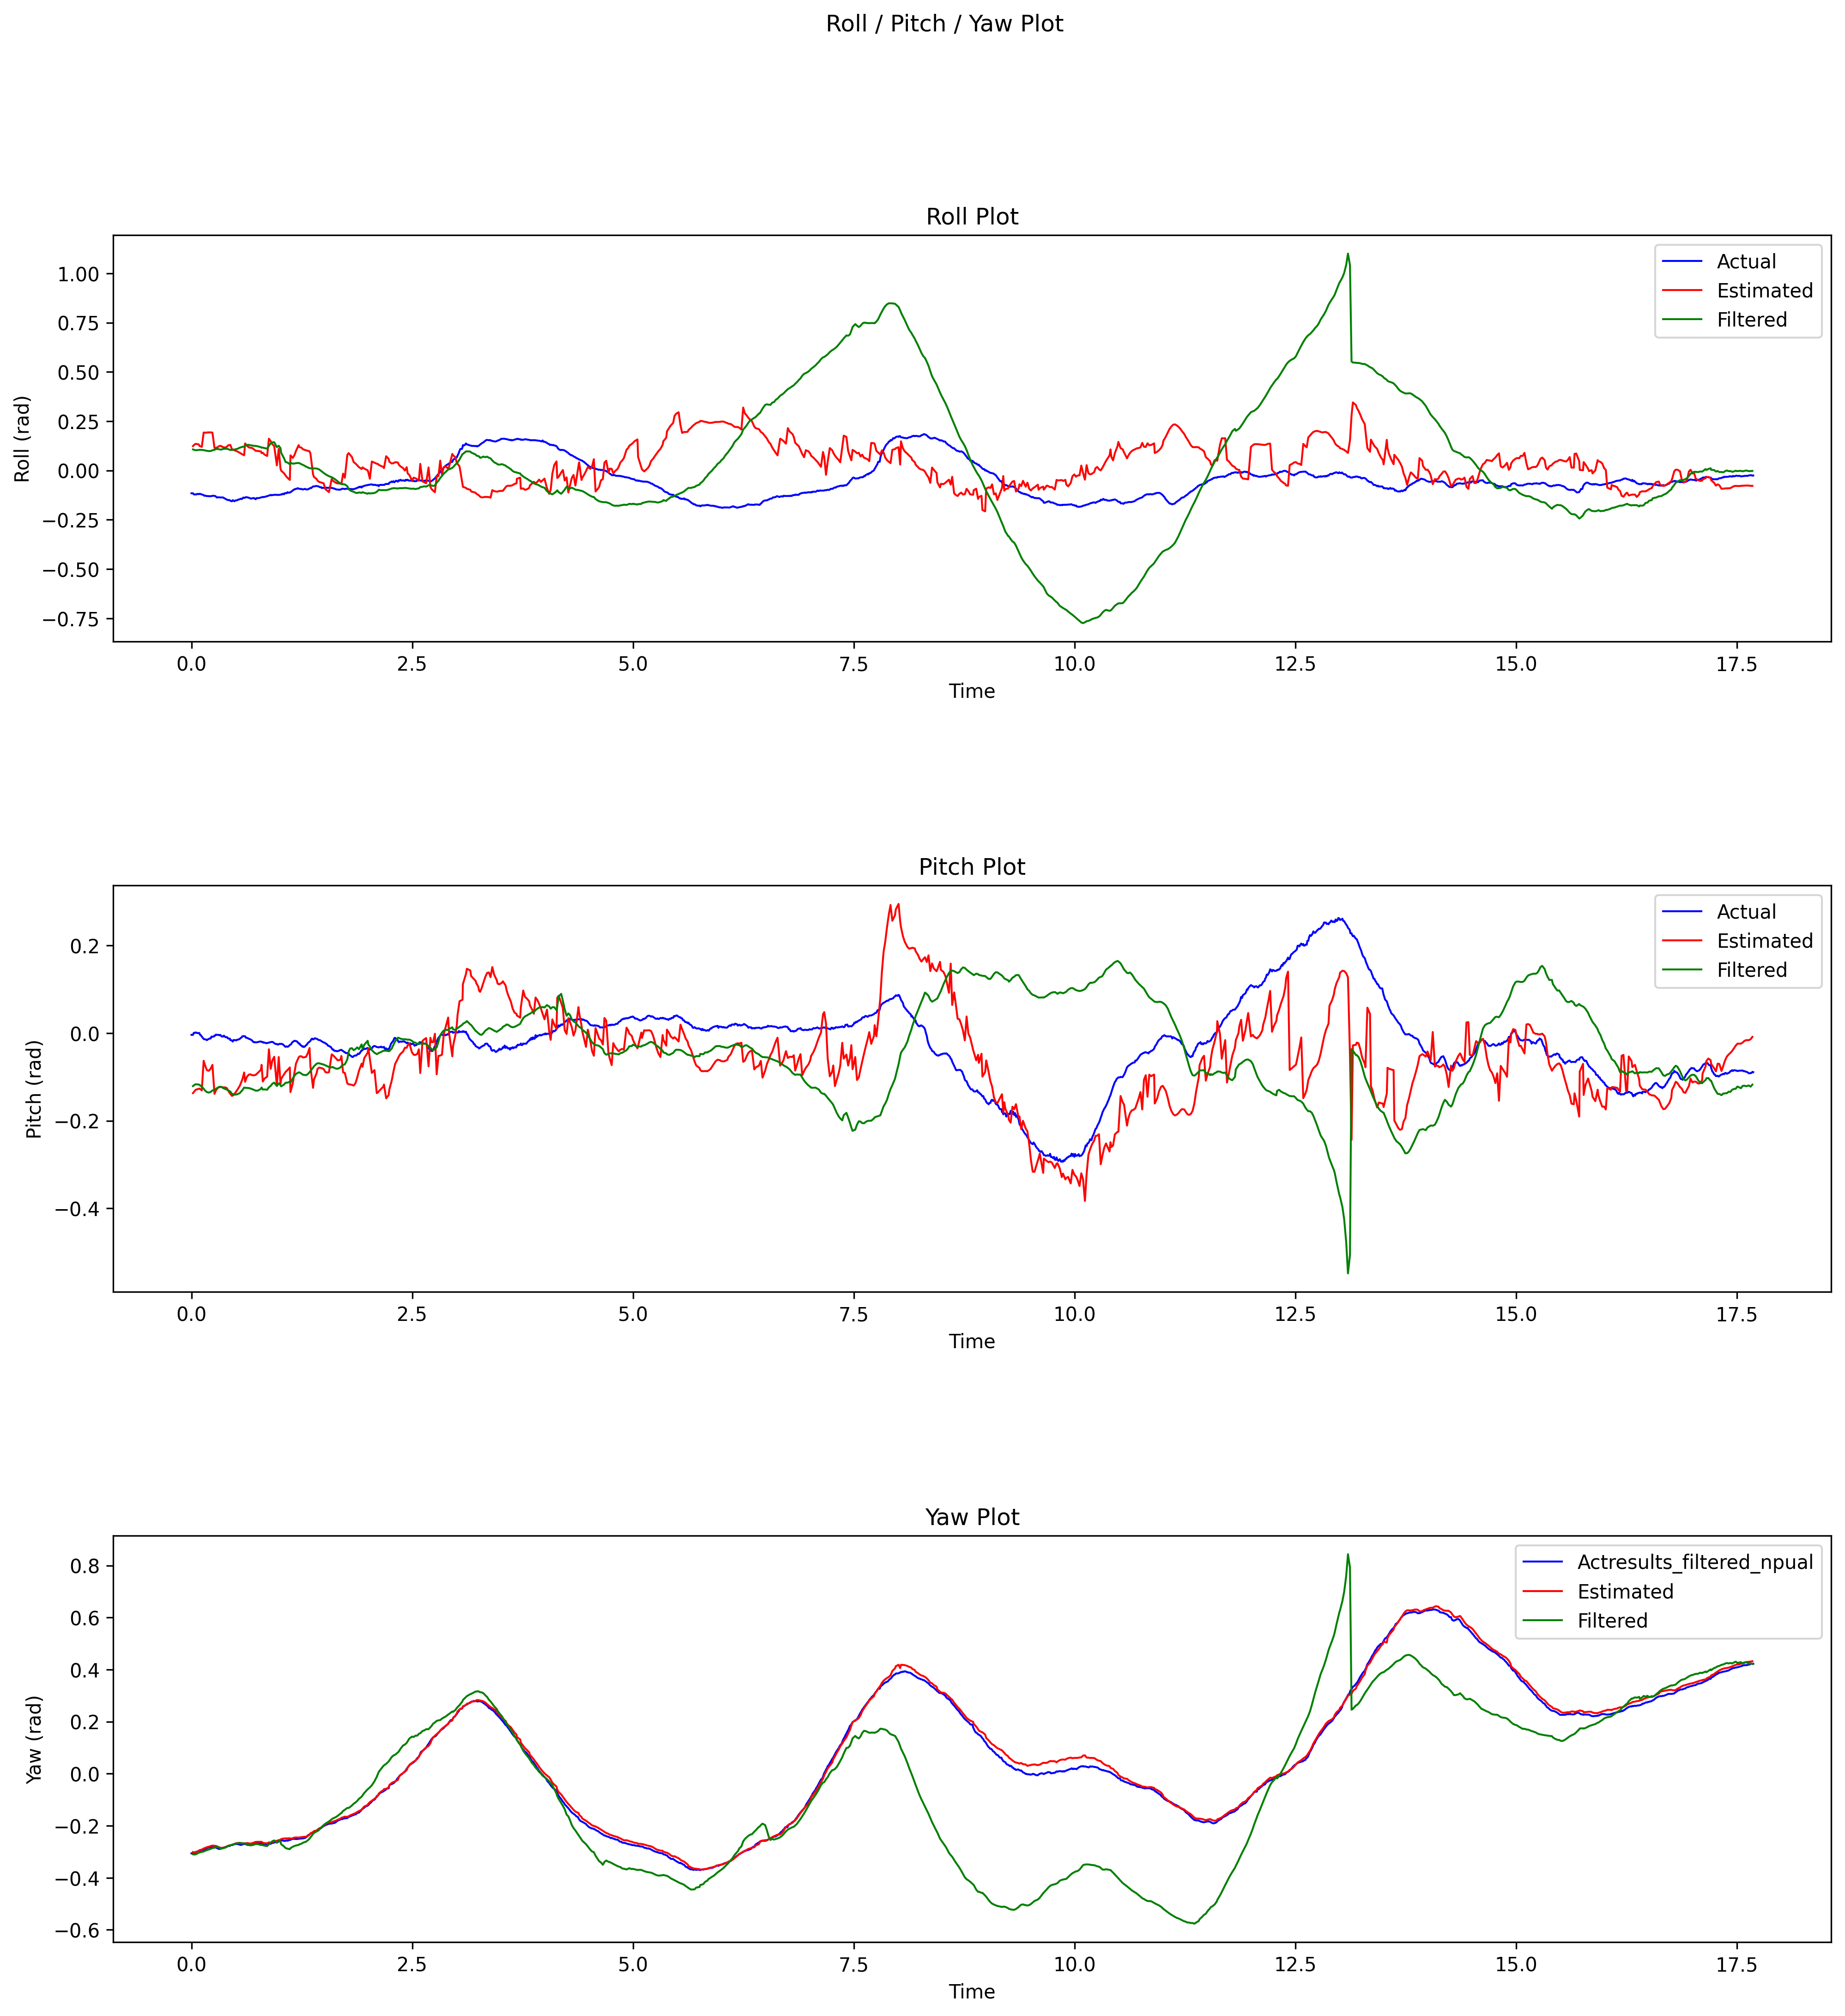 Roll / Pitch / Yaw Plot
Roll Plot
Actual
Estimated
Filtered
1.00
0.75
0.50
0.25
0.00
−0.25
−0.50
−0.75
Roll (rad)
0.0 2.5 5.0 7.5 10.0 12.5 15.0 17.5
Time
Pitch Plot
Actual
Estimated
Filtered
0.2
0.0
−0.2
−0.4
Pitch (rad)
0.0 2.5 5.0 7.5 10.0 12.5 15.0 17.5
Time
Yaw Plot
Actresults_filtered_npual
Estimated
Filtered
0.8
0.6
0.4
0.2
0.0
−0.2
−0.4
−0.6
Yaw (rad)
0.0 2.5 5.0 7.5 10.0 12.5 15.0 17.5
Time